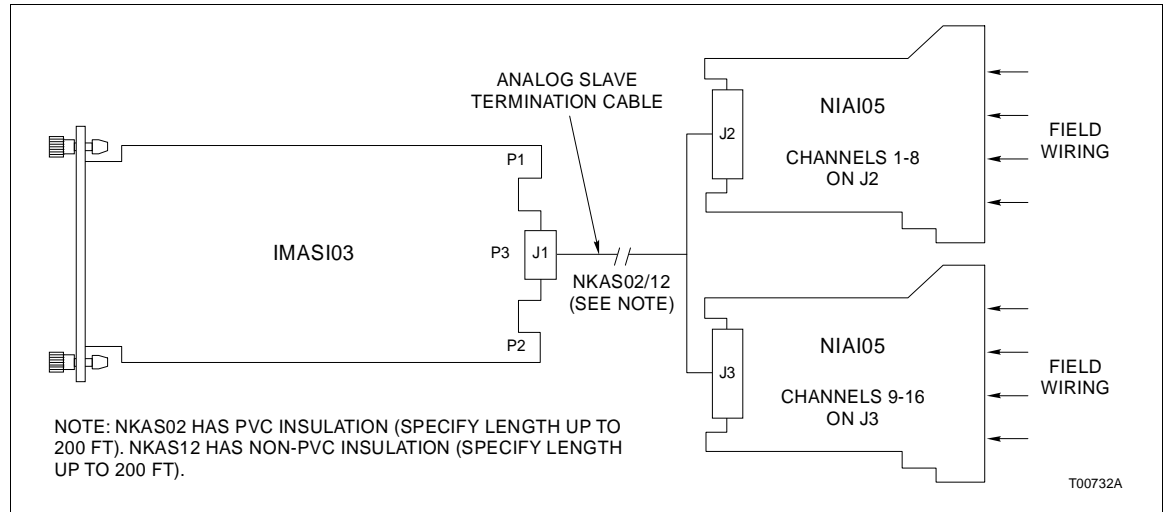 ANALOG SLAVE
TERMINATION CABLE
P1
IMASI03
P3
J1
P2
NKAS02/12
(SEE NOTE)
J2
NIAI05
CHANNELS 1-8
ON J2
FIELD
WIRING
J3
NIAI05
CHANNELS 9-16
ON J3
FIELD
WIRING
NOTE: NKAS02 HAS PVC INSULATION (SPECIFY LENGTH UP TO
200 FT). NKAS12 HAS NON-PVC INSULATION (SPECIFY LENGTH
UP TO 200 FT).
T00732A